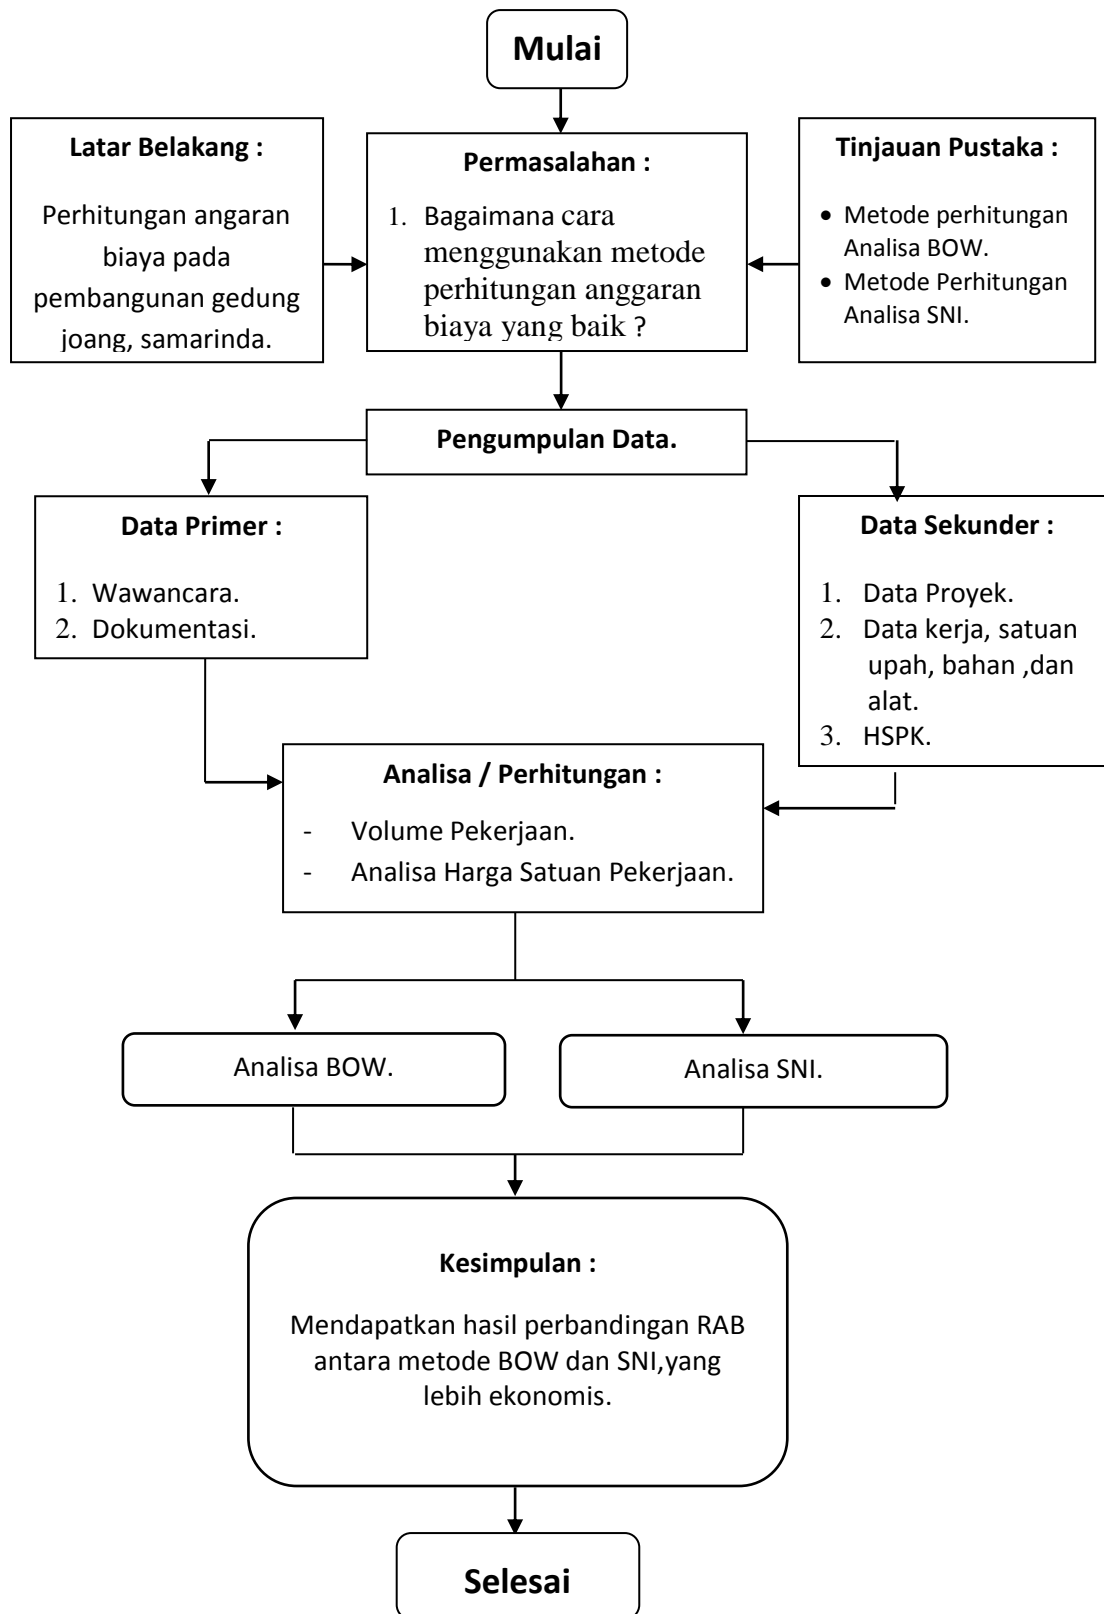 Mulai
Latar Belakang :
Perhitungan angaran
biaya pada
pembangunan gedung
joang, samarinda.
Permasalahan :
1. Bagaimana cara
menggunakan metode
perhitungan anggaran
biaya yang baik ?
Tinjauan Pustaka :
• Metode perhitungan
Analisa BOW.
• Metode Perhitungan
Analisa SNI.
Pengumpulan Data.
Data Primer :
1. Wawancara.
2. Dokumentasi.
Data Sekunder :
1. Data Proyek.
2. Data kerja, satuan
upah, bahan ,dan
alat.
3. HSPK.
Analisa / Perhitungan :
- Volume Pekerjaan.
- Analisa Harga Satuan Pekerjaan.
Analisa BOW.
Analisa SNI.
Kesimpulan :
Mendapatkan hasil perbandingan RAB
antara metode BOW dan SNI,yang
lebih ekonomis.
Selesai